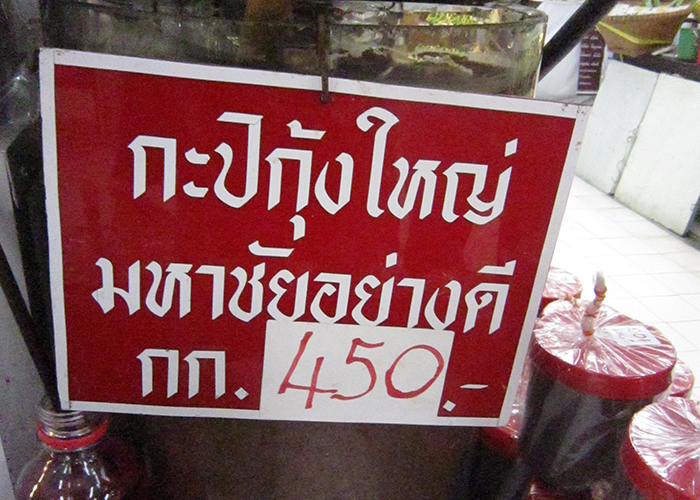 กะปิกุ้งใหญ่
มหาชัยอย่างดี
กก. 450.-